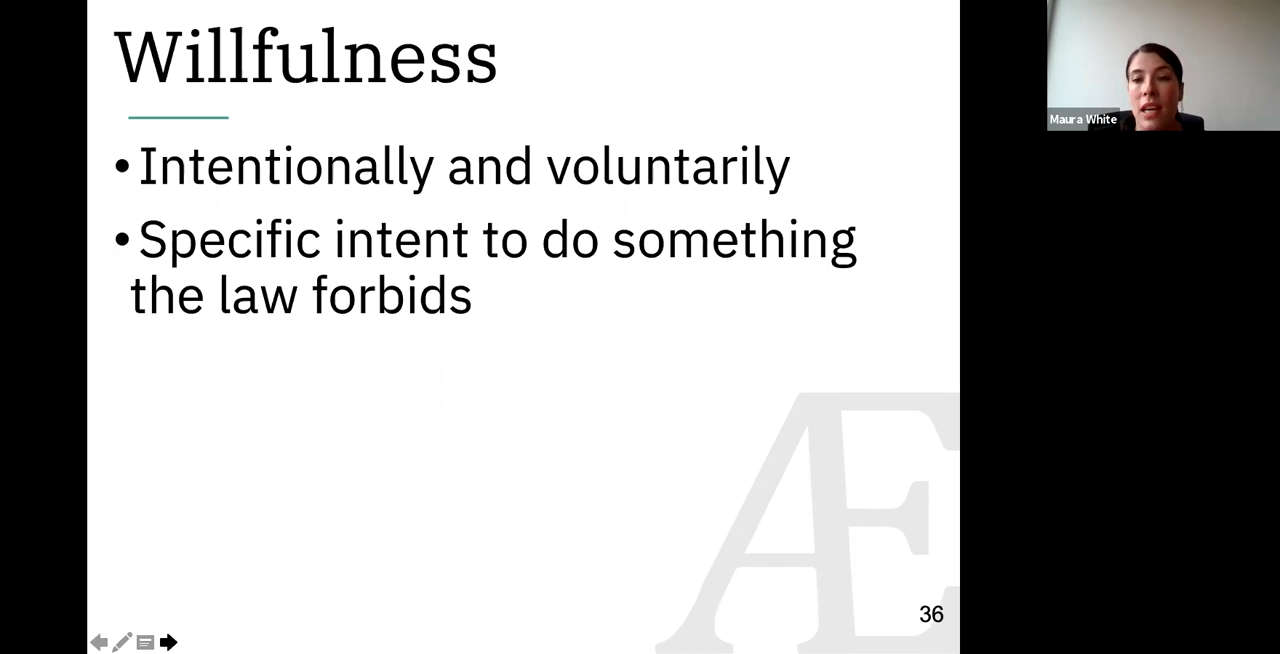 Willfulness
• Intentionally and voluntarily
• Specific intent to do something
the law forbids
Æ
36
Maura White